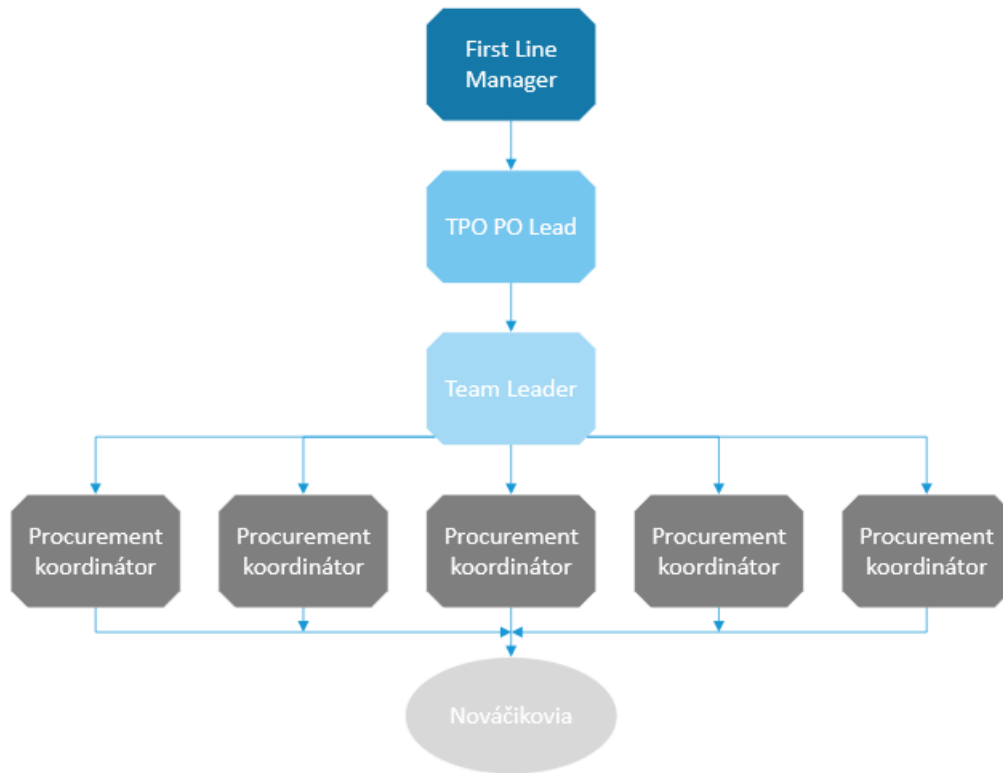 First Line
Manager
TPO PO Lead
Team Leader
Procurement
koordinátor
Procurement
koordinátor
Procurement
koordinátor
Procurement
koordinátor
Procurement
koordinátor
Nováčikovia